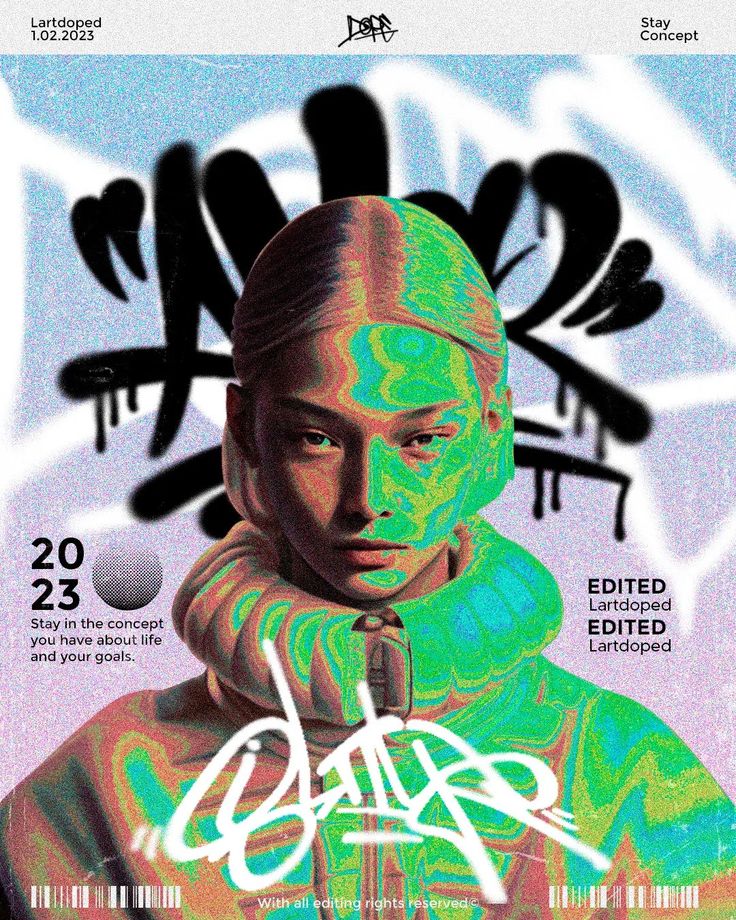 Lartdoped
1.02.2023
DOPE
Stay
Concept
20
23
Stay in the concept
you have about life
and your goals.
EDITED
Lartdoped
EDITED
Lartdoped
With all editing rights reserved©